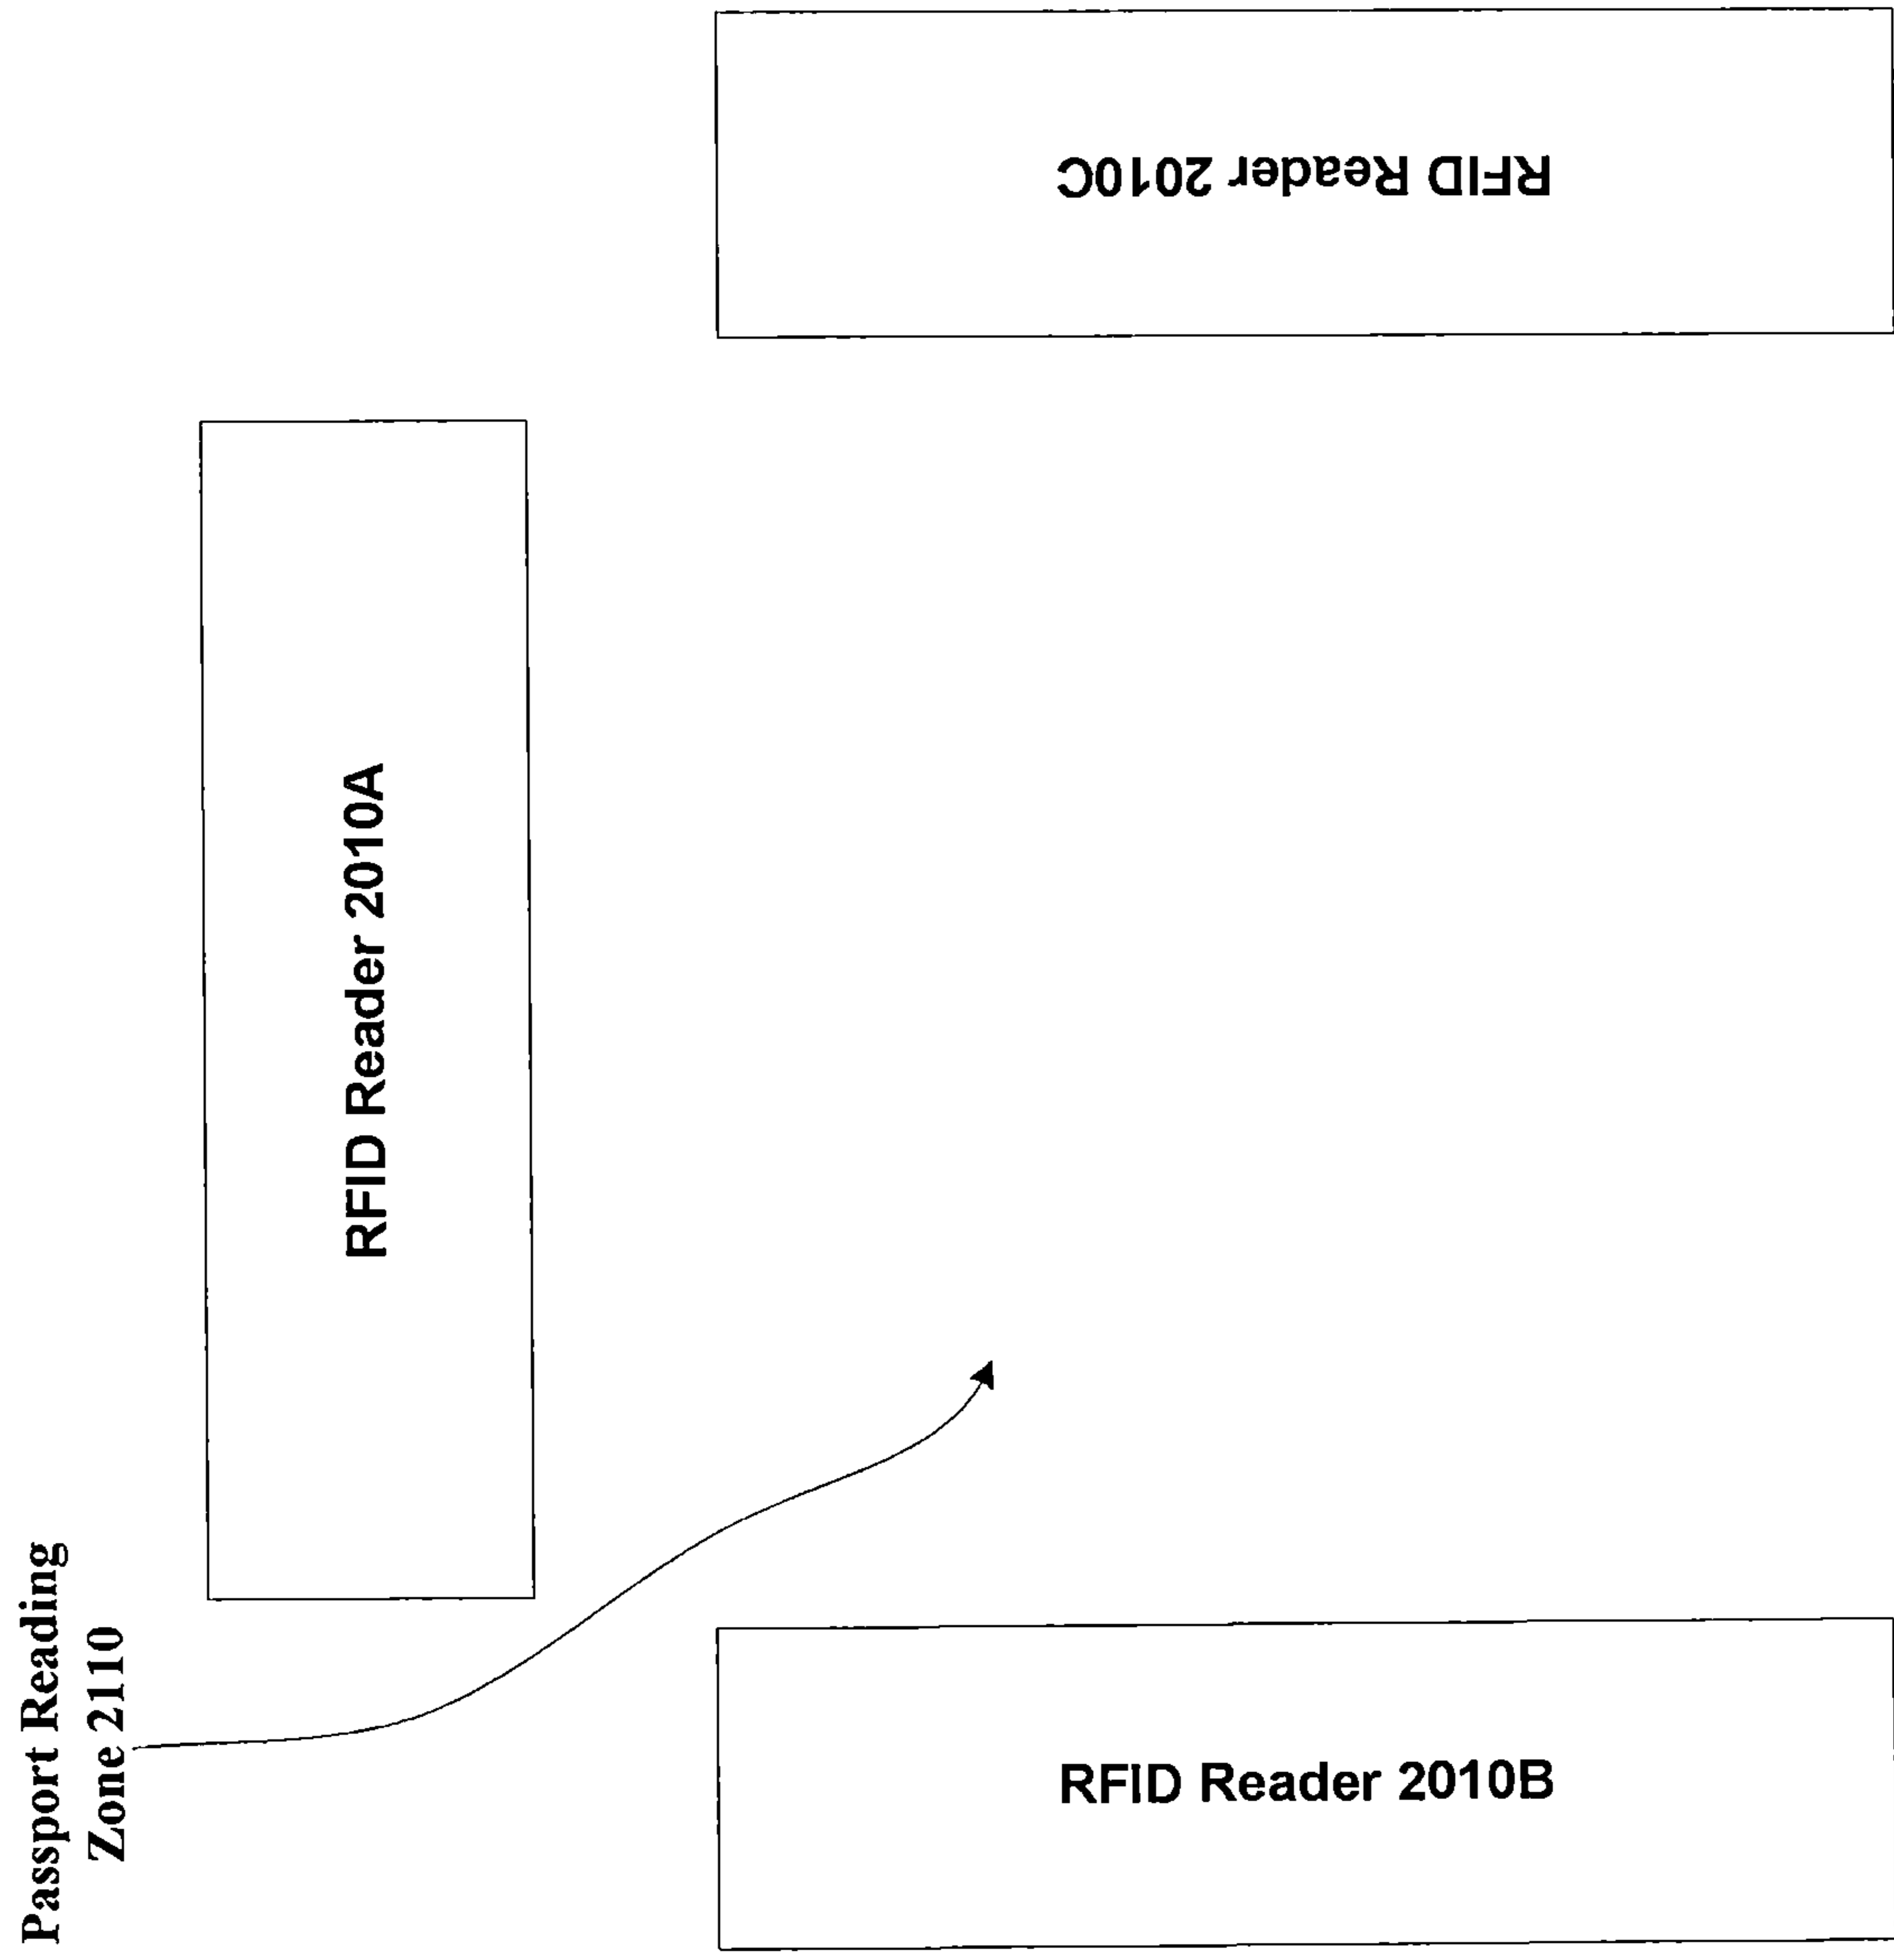 Passport Reading
Zone 2110
RFID Reader 2010A
RFID Reader 2010B
RFID Reader 2010C